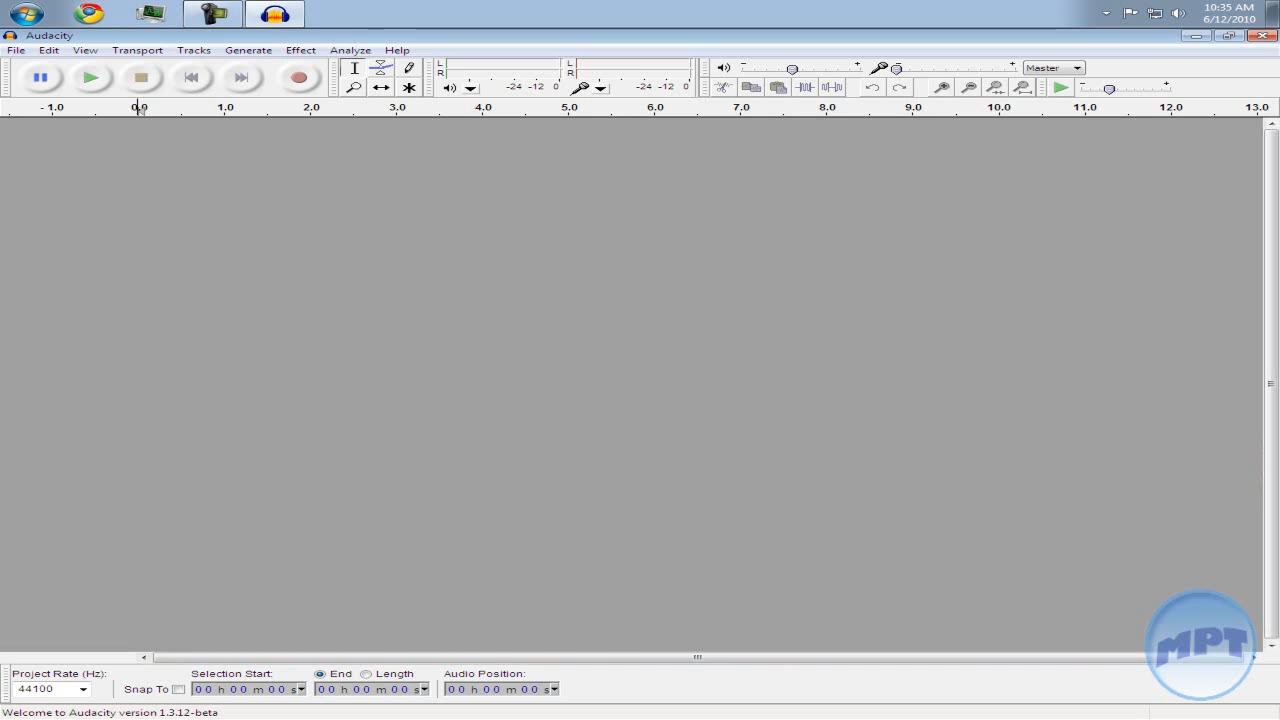 10:35 AM
6/12/2010
Audacity
File Edit View Transport Tracks Generate Effect Analyze Help
L
R
-24 -12 0
L
R
-24 -12 0
Master
- 1.0 0.0 1.0 2.0 3.0 4.0 5.0 6.0 7.0 8.0 9.0 10.0 11.0 12.0 13.0
MPT
Project Rate (Hz): Selection Start: End Length Audio Position:
44100 Snap To 00 h 00 m 00 s 00 h 00 m 00 s 00 h 00 m 00 s
Welcome to Audacity version 1.3.12-beta